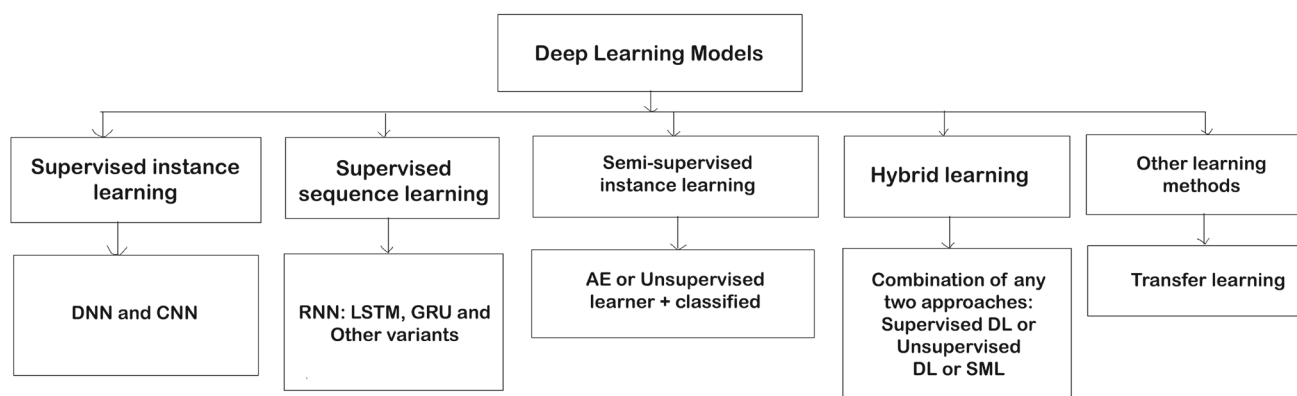 Deep Learning Models
Supervised instance
learning
Supervised
sequence learning
Semi-supervised
instance learning
Hybrid learning
Other learning
methods
DNN and CNN
RNN: LSTM, GRU and
Other variants
AE or Unsupervised
learner + classified
Combination of any
two approaches:
Supervised DL or
Unsupervised
DL or SML
Transfer learning